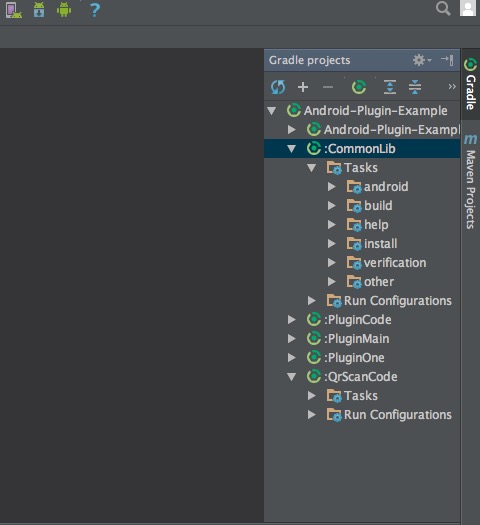 ?
Gradle projects
Android-Plugin-Example
Android-Plugin-Exampl
:CommonLib
Tasks
android
build
help
install
verification
other
Run Configurations
:PluginCode
:PluginMain
:PluginOne
:QrScanCode
Tasks
Run Configurations
Gradle
m Maven Projects